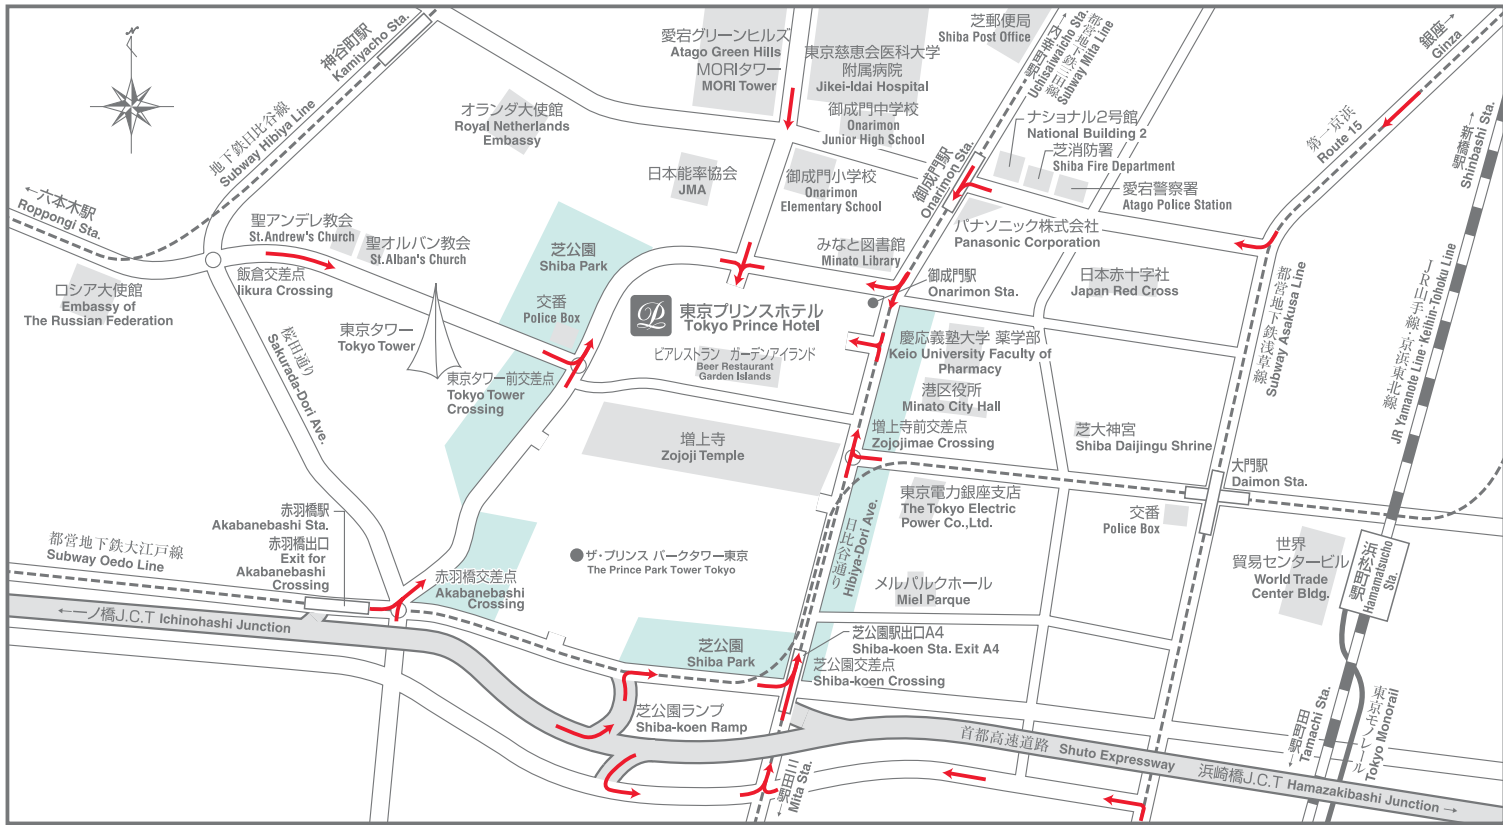 神谷町駅
Kamiyacho Sta.
地下鉄日比谷線
Subway Hibiya Line
←六本木駅
Roppongi Sta.
愛宕グリーンヒルズ
Atago Green Hills
MORIタワー
MORI Tower
東京慈恵会医科大学
附属病院
Jikei-Idai Hospital
芝郵便局
Shiba Post Office
内幸町駅→
Uchisaiwaicho Sta.
都営地下鉄三田線
Subway Mita Line
銀座→
Ginza
第一京浜
Route 15
新橋駅→
Shinbashi Sta.
オランダ大使館
Royal Netherlands
Embassy
御成門中学校
Onarimon
Junior High School
ナショナル2号館
National Building 2
芝消防署
Shiba Fire Department
愛宕警察署
Atago Police Station
日本能率協会
JMA
御成門小学校
Onarimon
Elementary School
御成門駅
Onarimon Sta.
パナソニック株式会社
Panasonic Corporation
聖アンデレ教会
St.Andrew's Church
聖オルバン教会
St.Alban's Church
芝公園
Shiba Park
みなと図書館
Minato Library
御成門駅
Onarimon Sta.
日本赤十字社
Japan Red Cross
飯倉交差点
Iikura Crossing
ロシア大使館
Embassy of
The Russian Federation
交番
Police Box
東京プリンスホテル
Tokyo Prince Hotel
東京タワー
Tokyo Tower
桜田通り
Sakurada-Dori Ave.
ビアレストラン ガーデンアイランド
Beer Restaurant
Garden Islands
慶応義塾大学 薬学部
Keio University Faculty of
Pharmacy
都営地下鉄浅草線
Subway Asakusa Line
JR山手線・京浜東北線
JR Yamanote Line・Keihin-Tohoku Line
東京タワー前交差点
Tokyo Tower
Crossing
港区役所
Minato City Hall
増上寺
Zojoji Temple
増上寺前交差点
Zojojimae Crossing
芝大神宮
Shiba Daijingu Shrine
大門駅
Daimon Sta.
赤羽橋駅
Akabanebashi Sta.
赤羽橋出口
Exit for
Akabanebashi
Crossing
都営地下鉄大江戸線
Subway Oedo Line
東京電力銀座支店
The Tokyo Electric
Power Co.,Ltd.
交番
Police Box
日比谷通り
Hibiya-Dori Ave.
ザ・プリンス パークタワー東京
The Prince Park Tower Tokyo
世界
貿易センタービル
World Trade
Center Bldg.
浜松町駅
Hamamatsucho
Sta.
赤羽橋交差点
Akabanebashi
Crossing
メルパルクホール
Miel Parque
←一ノ橋J.C.T Ichinohashi Junction
芝公園
Shiba Park
芝公園駅出口A4
Shiba-koen Sta. Exit A4
芝公園交差点
Shiba-koen Crossing
芝公園ランプ
Shiba-koen Ramp
首都高速道路 Shuto Expressway
浜崎橋J.C.T Hamazakibashi Junction→
←三田駅
Mita Sta.
←田町駅
Tamachi Sta.
東京モノレール
Tokyo Monorail